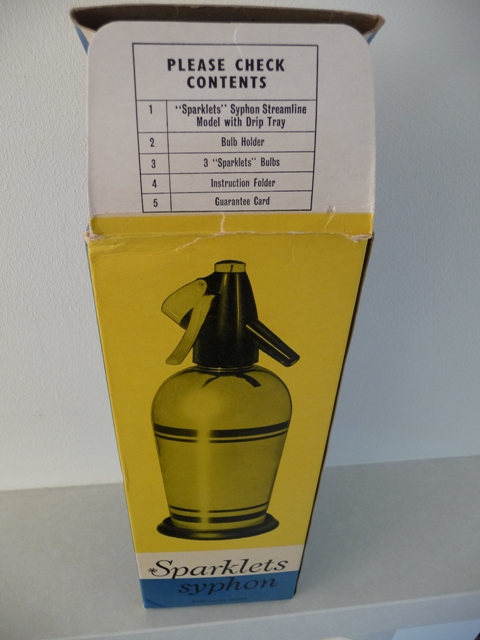 PLEASE CHECK
CONTENTS
1 "Sparklets" Syphon Streamline
Model with Drip Tray
2 Bulb Holder
3 3 "Sparklets" Bulbs
4 Instruction Folder
5 Guarantee Card
Sparklets
syphon